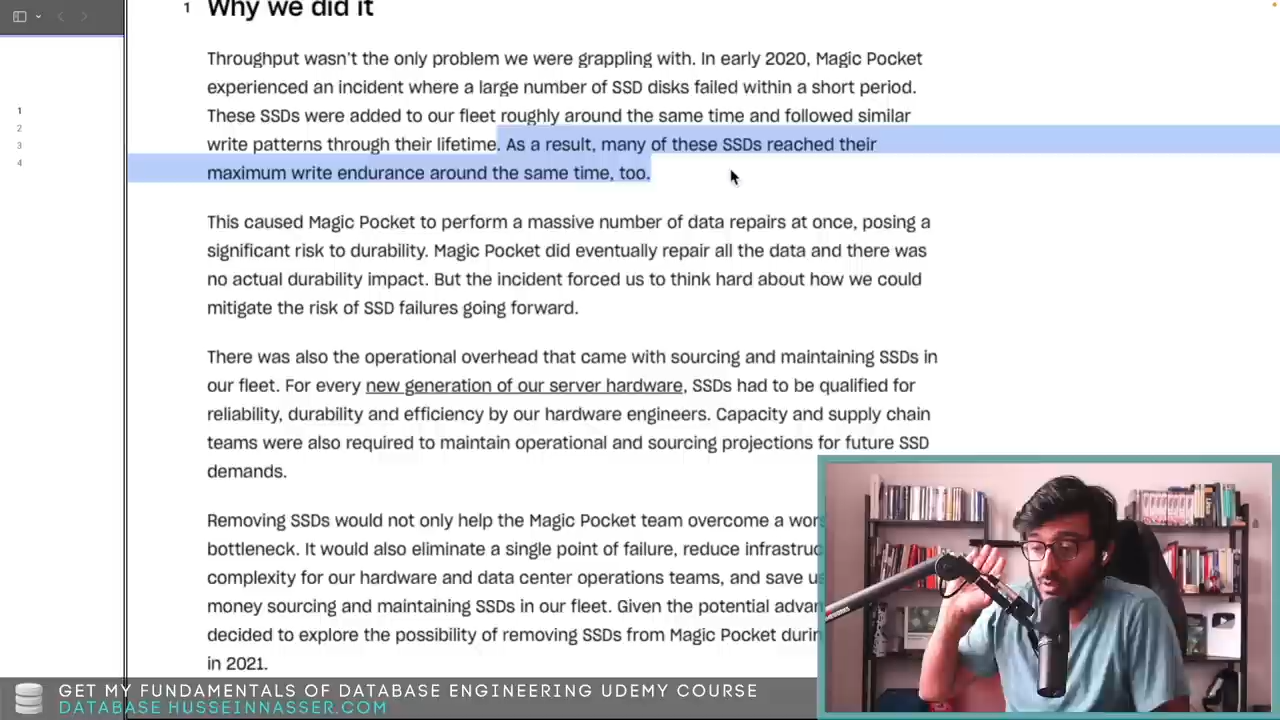 1 Why we did it
Throughput wasn't the only problem we were grappling with. In early 2020, Magic Pocket
experienced an incident where a large number of SSD disks failed within a short period.
These SSDs were added to our fleet roughly around the same time and followed similar
write patterns through their lifetime. As a result, many of these SSDs reached their
maximum write endurance around the same time, too.
This caused Magic Pocket to perform a massive number of data repairs at once, posing a
significant risk to durability. Magic Pocket did eventually repair all the data and there was
no actual durability impact. But the incident forced us to think hard about how we could
mitigate the risk of SSD failures going forward.
There was also the operational overhead that came with sourcing and maintaining SSDs in
our fleet. For every new generation of our server hardware, SSDs had to be qualified for
reliability, durability and efficiency by our hardware engineers. Capacity and supply chain
teams were also required to maintain operational and sourcing projections for future SSD
demands.
Removing SSDs would not only help the Magic Pocket team overcome a
bottleneck. It would also eliminate a single point of failure, reduce
complexity for our hardware and data center operations teams, and save
money sourcing and maintaining SSDs in our fleet. Given the potential
decided to explore the possibility of removing SSDs from Magic Pocket
in 2021.
1
2
3
4
GET MY FUNDAMENTALS OF DATABASE ENGINEERING UDEMY COURSE
DATABASE.HUSSEINNASSER.COM